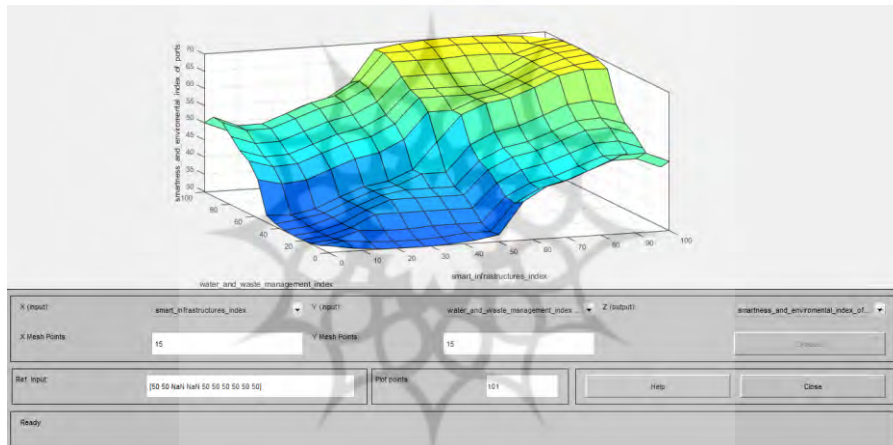 70
65
60
55
50
45
40
35
30
100
80
60
40
20
0
0
10
20
30
40
50
60
70
80
90
100
smartness_and_enviromental_index_of_ports
water_and_waste_management_index
smart_infrastructures_index
X (input):
smart_infrastructures_index
Y (input):
water_and_waste_management_index ...
Z (output):
smartness_and_enviromental_index_of...
X Mesh Points:
15
Y Mesh Points:
15
Ref. Input:
[50 50 NaN NaN 50 50 50 50 50 50]
Plot points:
101
Help
Close
Ready